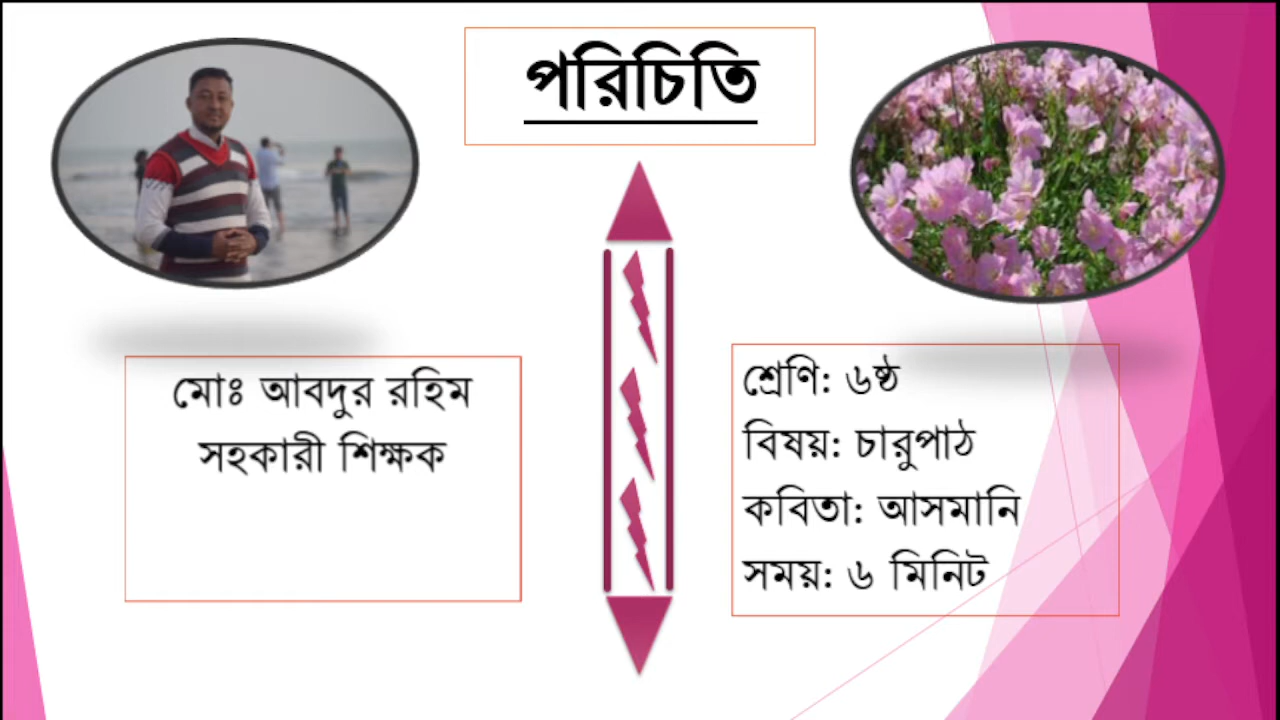 পরিচিতি
মোঃ আবদুর রহিম
সহকারী শিক্ষক
শ্রেণি: ৬ষ্ঠ
বিষয়: চারুপাঠ
কবিতা: আসমানি
সময়: ৬ মিনিট